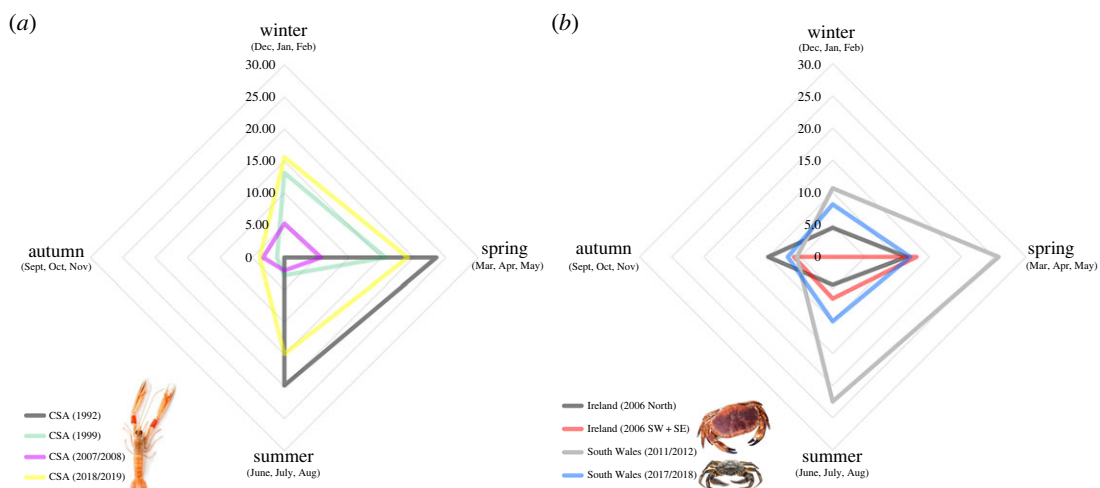 (a)
winter
(Dec, Jan, Feb)
30.00
25.00
20.00
15.00
10.00
5.00
0
autumn
(Sept, Oct, Nov)
spring
(Mar, Apr, May)
summer
(June, July, Aug)
CSA (1992)
CSA (1999)
CSA (2007/2008)
CSA (2018/2019)
(b)
winter
(Dec, Jan, Feb)
30.0
25.0
20.0
15.0
10.0
5.0
0
autumn
(Sept, Oct, Nov)
spring
(Mar, Apr, May)
summer
(June, July, Aug)
Ireland (2006 North)
Ireland (2006 SW + SE)
South Wales (2011/2012)
South Wales (2017/2018)